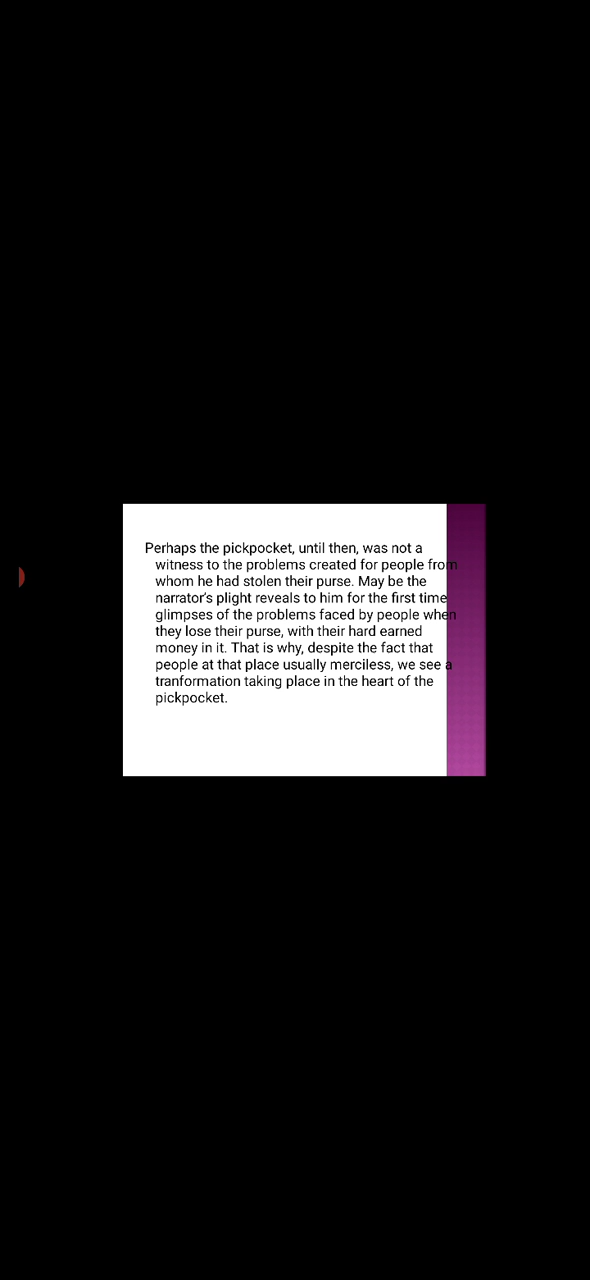 Perhaps the pickpocket, until then, was not a
witness to the problems created for people from
whom he had stolen their purse. May be the
narrator's plight reveals to him for the first time
glimpses of the problems faced by people when
they lose their purse, with their hard earned
money in it. That is why, despite the fact that
people at that place usually merciless, we see a
tranformation taking place in the heart of the
pickpocket.